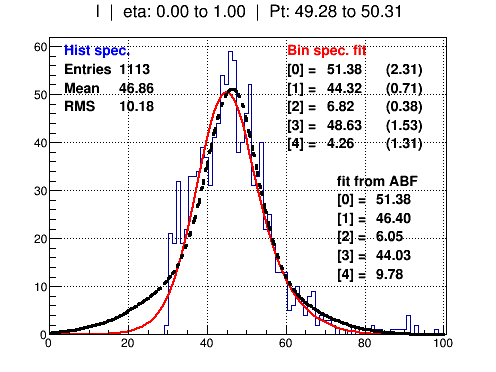 I | eta: 0.00 to 1.00 | Pt: 49.28 to 50.31
Hist spec.
Entries 1113
Mean 46.86
RMS 10.18
Bin spec. fit
[0] = 51.38 (2.31)
[1] = 44.32 (0.71)
[2] = 6.82 (0.38)
[3] = 48.63 (1.53)
[4] = 4.26 (1.31)
fit from ABF
[0] = 51.38
[1] = 46.40
[2] = 6.05
[3] = 44.03
[4] = 9.78
60
50
40
30
20
10
0
0 20 40 60 80 100